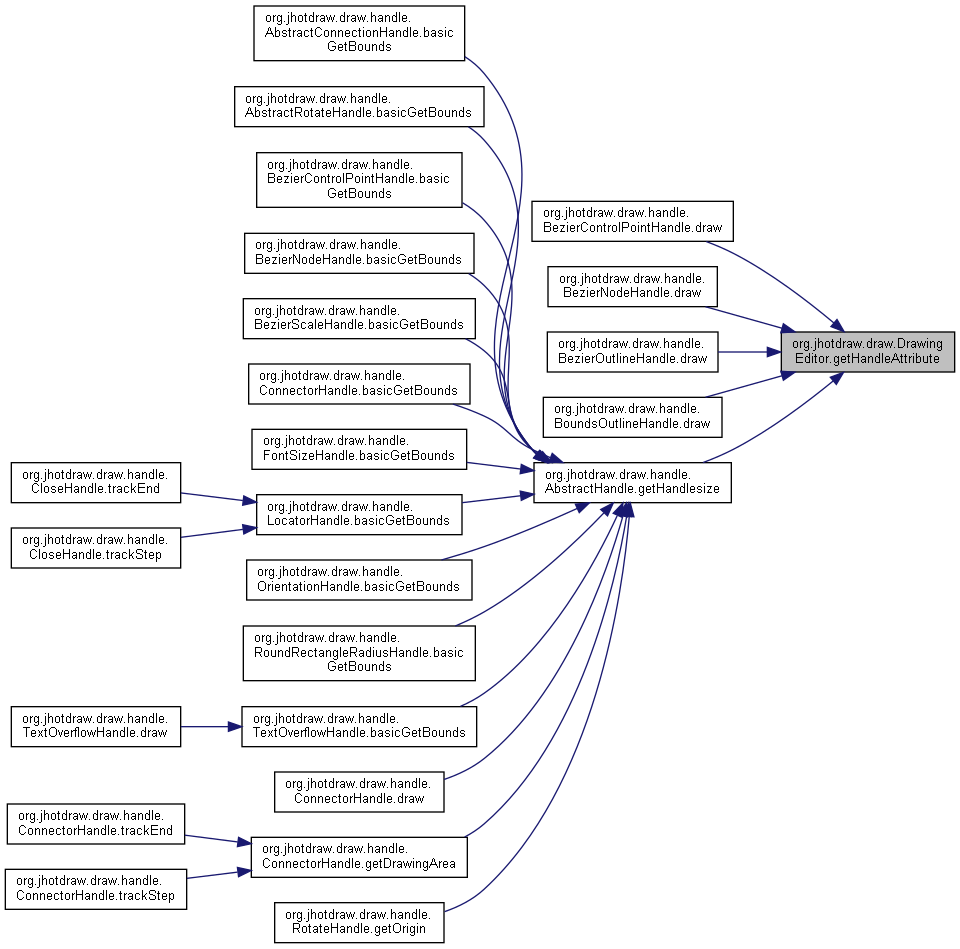 org.jhotdraw.draw.handle.
AbstractConnectionHandle.basic
GetBounds
org.jhotdraw.draw.handle.
AbstractRotateHandle.basicGetBounds
org.jhotdraw.draw.handle.
BezierControlPointHandle.basic
GetBounds
org.jhotdraw.draw.handle.
BezierControlPointHandle.draw
org.jhotdraw.draw.handle.
BezierNodeHandle.basicGetBounds
org.jhotdraw.draw.handle.
BezierNodeHandle.draw
org.jhotdraw.draw.handle.
BezierScaleHandle.basicGetBounds
org.jhotdraw.draw.handle.
BezierOutlineHandle.draw
org.jhotdraw.draw.Drawing
Editor.getHandleAttribute
org.jhotdraw.draw.handle.
ConnectorHandle.basicGetBounds
org.jhotdraw.draw.handle.
BoundsOutlineHandle.draw
org.jhotdraw.draw.handle.
FontSizeHandle.basicGetBounds
org.jhotdraw.draw.handle.
CloseHandle.trackEnd
org.jhotdraw.draw.handle.
AbstractHandle.getHandlesize
org.jhotdraw.draw.handle.
LocatorHandle.basicGetBounds
org.jhotdraw.draw.handle.
CloseHandle.trackStep
org.jhotdraw.draw.handle.
OrientationHandle.basicGetBounds
org.jhotdraw.draw.handle.
RoundRectangleRadiusHandle.basic
GetBounds
org.jhotdraw.draw.handle.
TextOverflowHandle.draw
org.jhotdraw.draw.handle.
TextOverflowHandle.basicGetBounds
org.jhotdraw.draw.handle.
ConnectorHandle.draw
org.jhotdraw.draw.handle.
ConnectorHandle.trackEnd
org.jhotdraw.draw.handle.
ConnectorHandle.getDrawingArea
org.jhotdraw.draw.handle.
ConnectorHandle.trackStep
org.jhotdraw.draw.handle.
RotateHandle.getOrigin